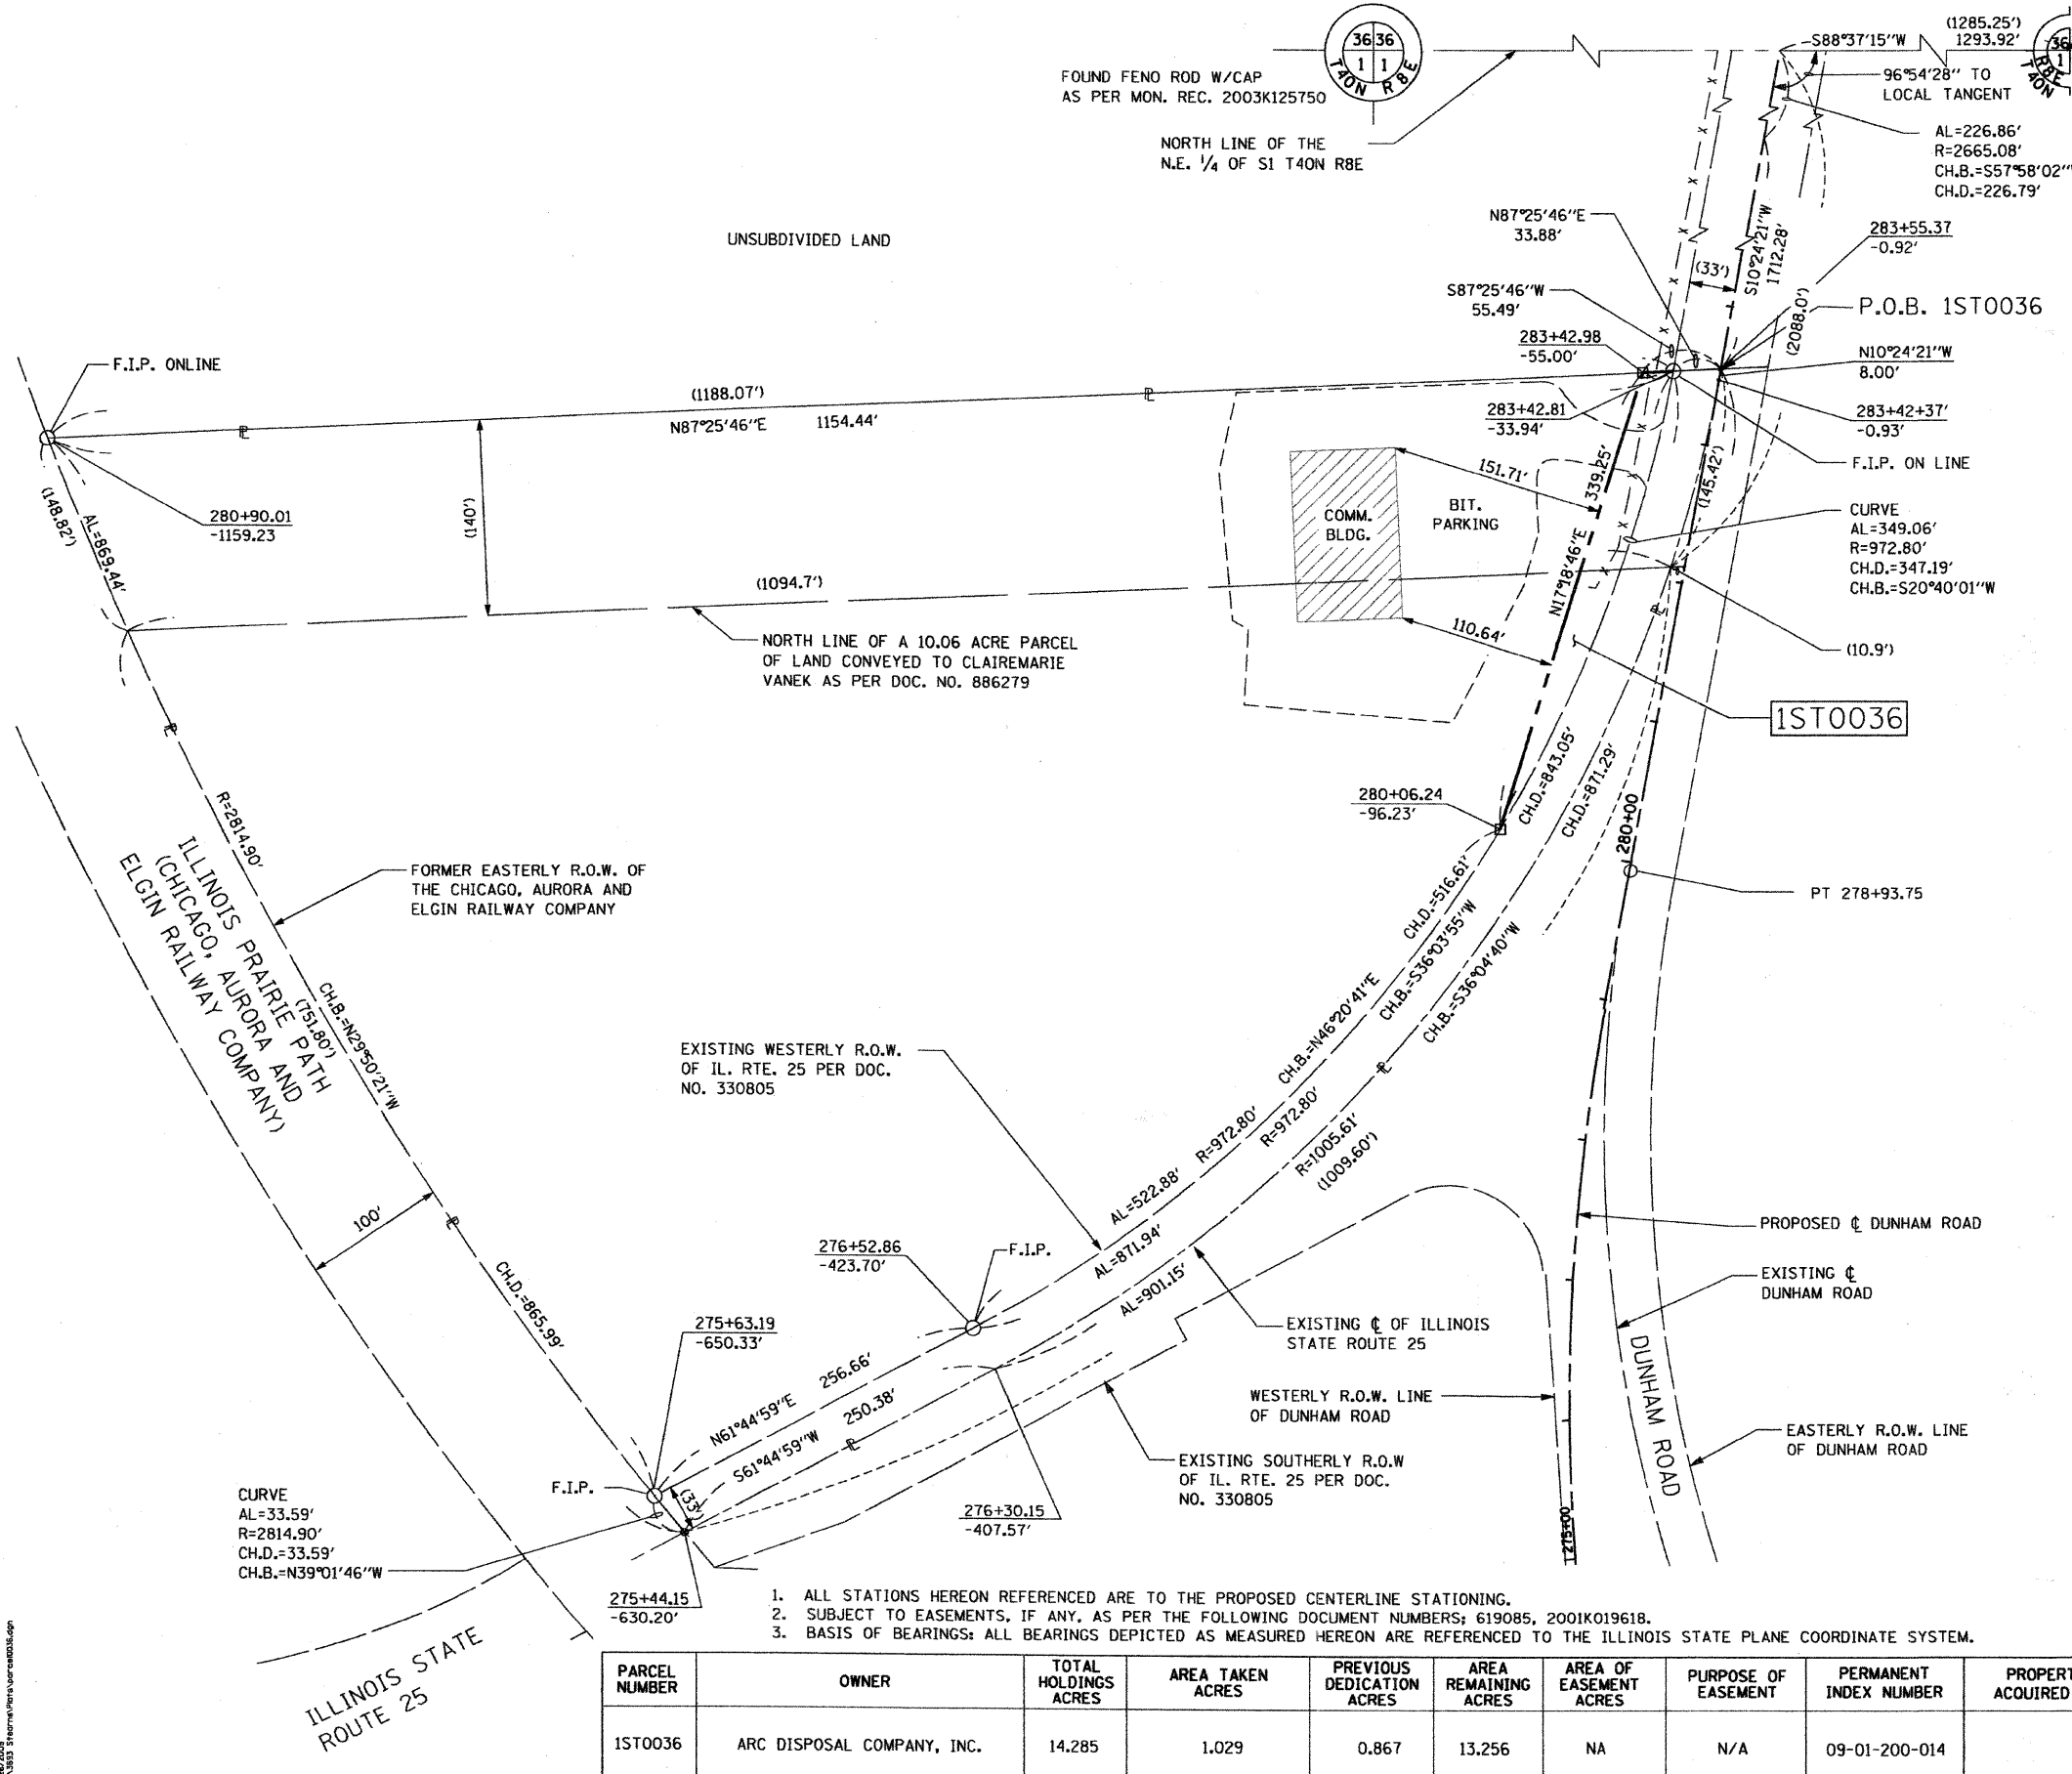 36 36
1 1
T40N R8E
FOUND FENO ROD W/CAP
AS PER MON. REC. 2003K125750
NORTH LINE OF THE
N.E. 1/4 OF S1 T40N R8E
S88°37'15"W
(1285.25')
1293.92'
36
1
R8E
T40N
96°54'28" TO
LOCAL TANGENT
AL=226.86'
R=2665.08'
CH.B.=S57°58'02"
CH.D.=226.79'
UNSUBDIVIDED LAND
N87°25'46"E
33.88'
S10°24'21"W
1712.28'
(33')
283+55.37
-0.92'
S87°25'46"W
55.49'
(2088.0')
P.O.B. 1ST0036
283+42.98
-55.00'
N10°24'21"W
8.00'
F.I.P. ONLINE
(1188.07')
N87°25'46"E 1154.44'
283+42.81
-33.94'
283+42+37'
-0.93'
F.I.P. ON LINE
(148.82')
AL=869.44'
280+90.01
-1159.23
(140')
COMM.
BLDG.
BIT.
PARKING
151.71'
339.25'
N17°18'46"E
(145.42')
CURVE
AL=349.06'
R=972.80'
CH.D.=347.19'
CH.B.=S20°40'01"W
(1094.7')
NORTH LINE OF A 10.06 ACRE PARCEL
OF LAND CONVEYED TO CLAIREMARIE
VANEK AS PER DOC. NO. 886279
110.64'
(10.9')
1ST0036
R=2814.90'
280+06.24
-96.23'
CH.D.=843.05'
CH.D.=871.29'
280+00
PT 278+93.75
FORMER EASTERLY R.O.W. OF
THE CHICAGO, AURORA AND
ELGIN RAILWAY COMPANY
ILLINOIS PRAIRIE PATH
(CHICAGO, AURORA AND
ELGIN RAILWAY COMPANY)
(751.80')
CH.B.=N29°50'21"W
CH.D.=516.61'
CH.B.=S36°03'55"W
CH.B.=S36°04'40"W
CH.B.=N46°20'41"E
EXISTING WESTERLY R.O.W.
OF IL. RTE. 25 PER DOC.
NO. 330805
R=972.80'
R=972.80'
R=1005.61'
(1009.60')
AL=522.88'
AL=871.94'
AL=901.15'
100'
CH.D.=865.99'
276+52.86
-423.70'
F.I.P.
PROPOSED ℄ DUNHAM ROAD
EXISTING ℄
DUNHAM ROAD
275+63.19
-650.33'
EXISTING ℄ OF ILLINOIS
STATE ROUTE 25
N61°44'59"E 256.66'
S61°44'59"W 250.38'
WESTERLY R.O.W. LINE
OF DUNHAM ROAD
DUNHAM ROAD
EASTERLY R.O.W. LINE
OF DUNHAM ROAD
EXISTING SOUTHERLY R.O.W
OF IL. RTE. 25 PER DOC.
NO. 330805
F.I.P.
(33')
CURVE
AL=33.59'
R=2814.90'
CH.D.=33.59'
CH.B.=N39°01'46"W
276+30.15
-407.57'
275+00
275+44.15
-630.20'
ILLINOIS STATE
ROUTE 25
1. ALL STATIONS HEREON REFERENCED ARE TO THE PROPOSED CENTERLINE STATIONING.
2. SUBJECT TO EASEMENTS, IF ANY, AS PER THE FOLLOWING DOCUMENT NUMBERS; 619085, 2001K019618.
3. BASIS OF BEARINGS: ALL BEARINGS DEPICTED AS MEASURED HEREON ARE REFERENCED TO THE ILLINOIS STATE PLANE COORDINATE SYSTEM.
PARCEL NUMBER OWNER TOTAL HOLDINGS ACRES AREA TAKEN ACRES PREVIOUS DEDICATION ACRES AREA REMAINING ACRES AREA OF EASEMENT ACRES PURPOSE OF EASEMENT PERMANENT INDEX NUMBER PROPERT ACQUIRED
1ST0036 ARC DISPOSAL COMPANY, INC. 14.285 1.029 0.867 13.256 NA N/A 09-01-200-014